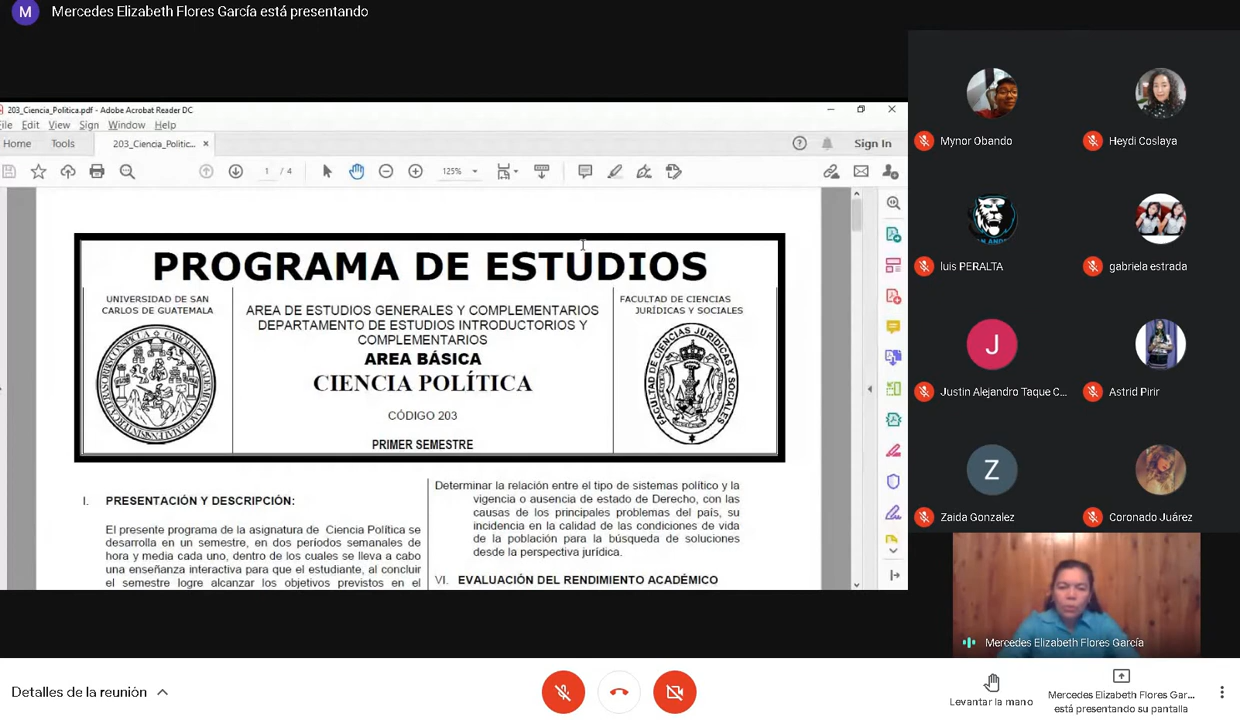 M
Mercedes Elizabeth Flores García está presentando
203_Ciencia_Politica.pdf - Adobe Acrobat Reader DC
File Edit View Sign Window Help
Home Tools 203_Ciencia_Politic... × Sign In
1 / 4 125%
PROGRAMA DE ESTUDIOS
UNIVERSIDAD DE SAN
CARLOS DE GUATEMALA
AREA DE ESTUDIOS GENERALES Y COMPLEMENTARIOS
DEPARTAMENTO DE ESTUDIOS INTRODUCTORIOS Y
COMPLEMENTARIOS
AREA BÁSICA
CIENCIA POLÍTICA
CÓDIGO 203
PRIMER SEMESTRE
FACULTAD DE CIENCIAS
JURÍDICAS Y SOCIALES
FACULTAD DE CIENCIAS JURIDICAS Y SOCIALES
I. PRESENTACIÓN Y DESCRIPCIÓN:
El presente programa de la asignatura de Ciencia Política se
desarrolla en un semestre, en dos períodos semanales de
hora y media cada uno, dentro de los cuales se lleva a cabo
una enseñanza interactiva para que el estudiante, al concluir
el semestre logre alcanzar los objetivos previstos en el
Determinar la relación entre el tipo de sistemas político y la
vigencia o ausencia de estado de Derecho, con las
causas de los principales problemas del país, su
incidencia en la calidad de las condiciones de vida
de la población para la búsqueda de soluciones
desde la perspectiva jurídica.
VI. EVALUACIÓN DEL RENDIMIENTO ACADÉMICO
Mynor Obando
Heydi Coslaya
luis PERALTA
gabriela estrada
J
Justin Alejandro Taque C...
Astrid Pirir
Z
Zaida Gonzalez
Coronado Juárez
Mercedes Elizabeth Flores García
Detalles de la reunión
Levantar la mano
Mercedes Elizabeth Flores Gar...
está presentando su pantalla